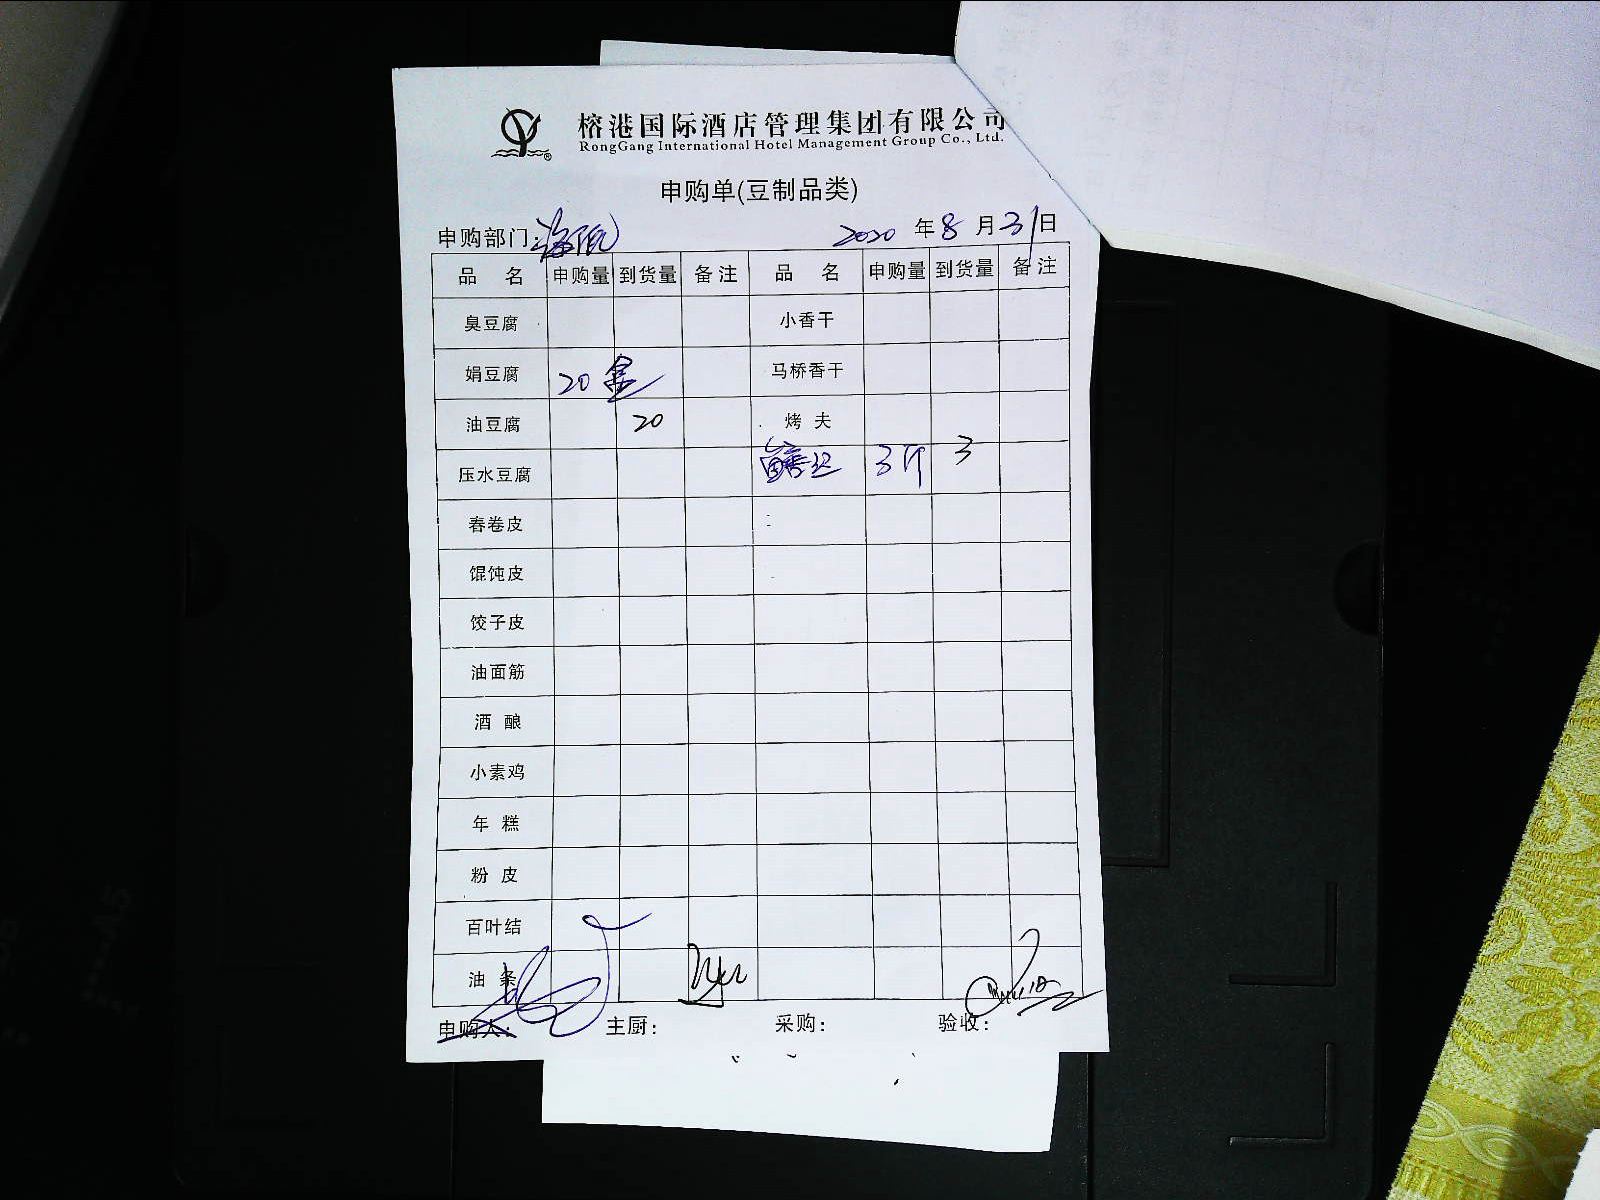 榕港国际酒店管理集团有限公司
RongGang International Hotel Management Group Co., Ltd.
申购单(豆制品类)
申购部门: 2020 年 8 月 31 日
品 名 申购量 到货量 备注 品 名 申购量 到货量 备注
臭豆腐 小香干
娟豆腐 20 盒 马桥香干
油豆腐 20 烤 夫
压水豆腐 3斤 3
春卷皮
馄饨皮
饺子皮
油面筋
酒 酿
小素鸡
年 糕
粉 皮
百叶结
油 条
申购人: 主厨: 采购: 验收: